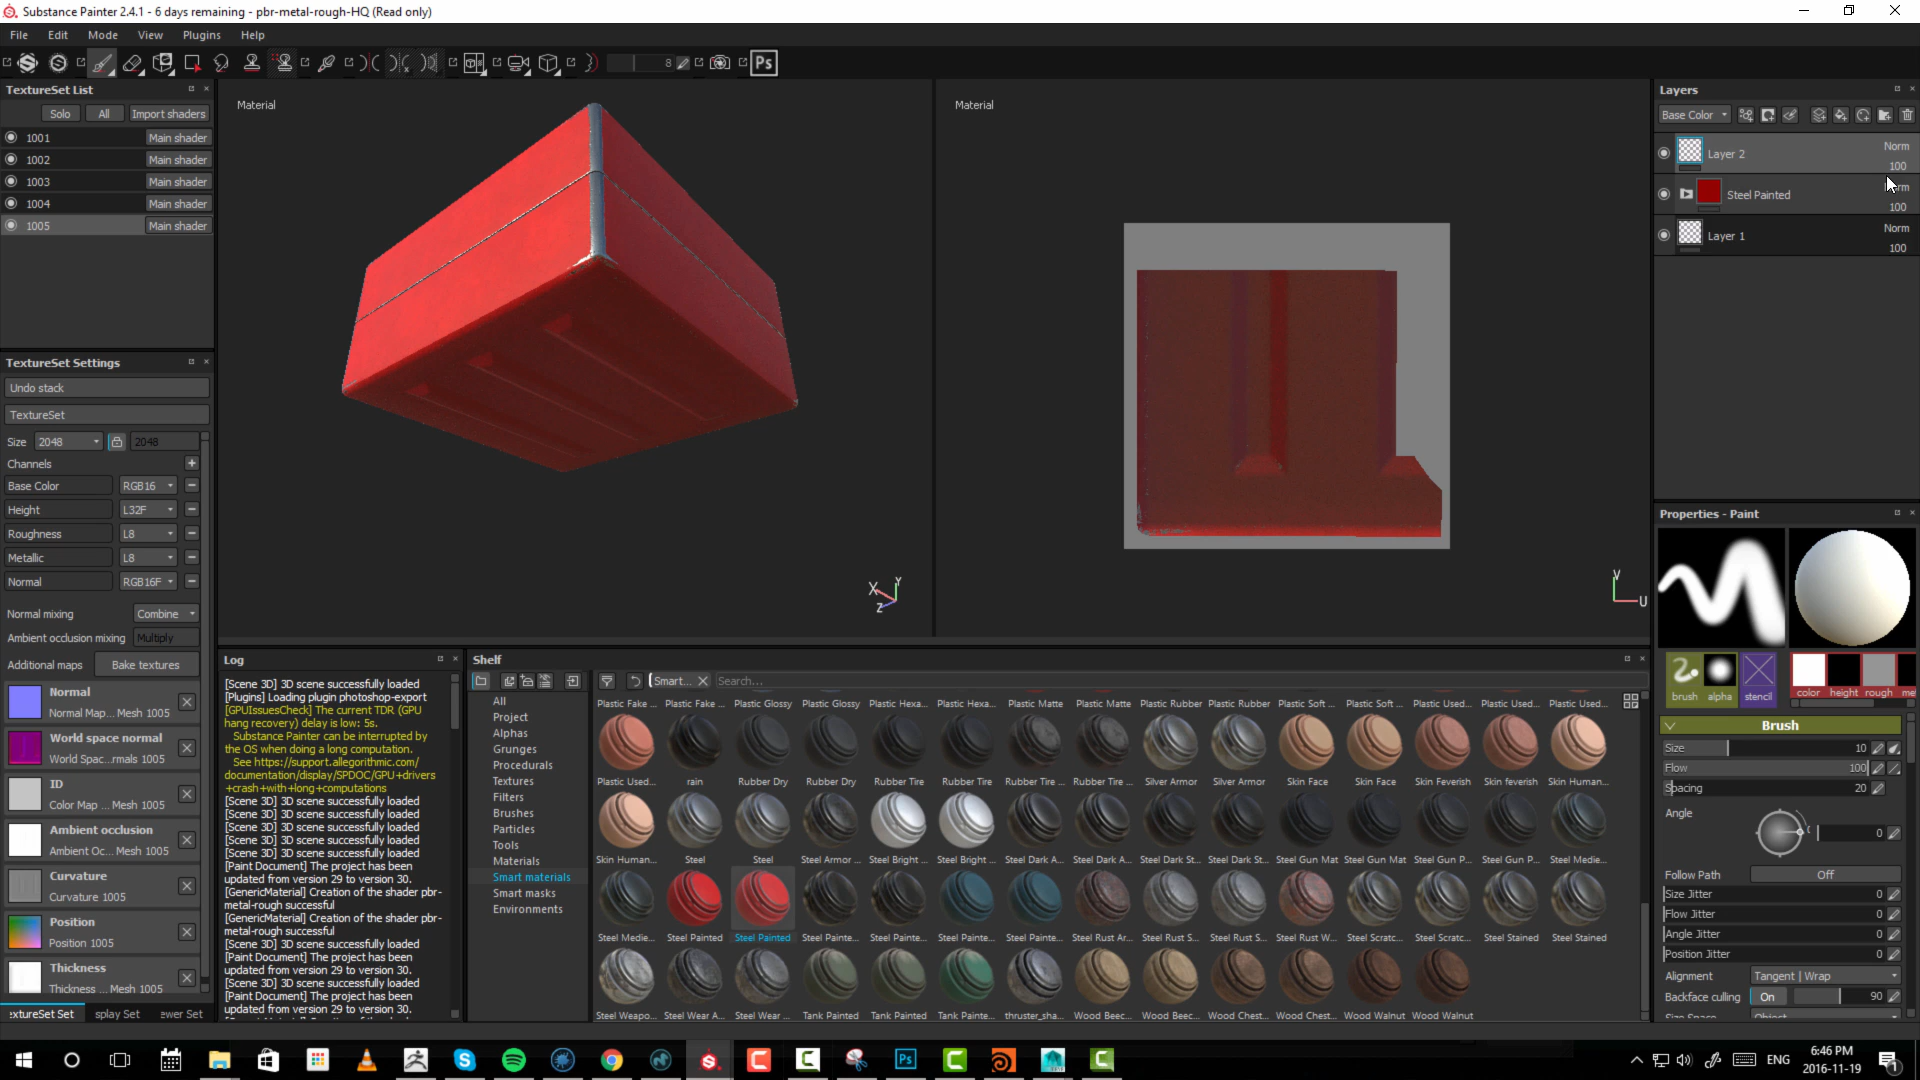 Substance Painter 2.4.1 - 6 days remaining - pbr-metal-rough-HQ (Read only)
File Edit Mode View Plugins Help
8
Ps
TextureSet List
Solo All Import shaders
1001 Main shader
1002 Main shader
1003 Main shader
1004 Main shader
1005 Main shader
TextureSet Settings
Undo stack
TextureSet
Size 2048 2048
Channels
Base Color RGB16
Height L32F
Roughness L8
Metallic L8
Normal RGB16F
Normal mixing Combine
Ambient occlusion mixing Multiply
Additional maps Bake textures
Normal
Normal Map... Mesh 1005
World space normal
World Spac...rmals 1005
ID
Color Map ... Mesh 1005
Ambient occlusion
Ambient Oc... Mesh 1005
Curvature
Curvature 1005
Position
Position 1005
Thickness
Thickness ... Mesh 1005
extureSet Set splay Set ewer Set
Material
X Y Z
Material
V U
Log
[Scene 3D] 3D scene successfully loaded
[Plugins] Loading plugin photoshop-export
[GPUIssuesCheck] The current TDR (GPU
hang recovery) delay is low: 5s.
Substance Painter can be interrupted by
the OS when doing a long computation.
See https://support.allegorithmic.com/
documentation/display/SPDOC/GPU+drivers
+crash+with+long+computations
[Scene 3D] 3D scene successfully loaded
[Scene 3D] 3D scene successfully loaded
[Scene 3D] 3D scene successfully loaded
[Scene 3D] 3D scene successfully loaded
[Scene 3D] 3D scene successfully loaded
[Paint Document] The project has been
updated from version 29 to version 30.
[GenericMaterial] Creation of the shader pbr-
metal-rough successful
[GenericMaterial] Creation of the shader pbr-
metal-rough successful
[Scene 3D] 3D scene successfully loaded
[Paint Document] The project has been
updated from version 29 to version 30.
[Scene 3D] 3D scene successfully loaded
[Paint Document] The project has been
updated from version 29 to version 30.
Shelf
Smart... Search...
All
Project
Alphas
Grunges
Procedurals
Textures
Filters
Brushes
Particles
Tools
Materials
Smart materials
Smart masks
Environments
Plastic Fake ... Plastic Fake ... Plastic Glossy Plastic Glossy Plastic Hexa... Plastic Hexa... Plastic Matte Plastic Matte Plastic Rubber Plastic Rubber Plastic Soft ... Plastic Soft ... Plastic Used... Plastic Used... Plastic Used...
Plastic Used... rain Rubber Dry Rubber Dry Rubber Tire Rubber Tire Rubber Tire ... Rubber Tire ... Silver Armor Silver Armor Skin Face Skin Face Skin Feverish Skin feverish Skin Human...
Skin Human... Steel Steel Steel Armor ... Steel Bright ... Steel Bright ... Steel Dark A... Steel Dark A... Steel Dark St... Steel Dark St... Steel Gun Mat Steel Gun Mat Steel Gun P... Steel Gun P... Steel Medie...
Steel Medie... Steel Painted Steel Painted Steel Painte... Steel Painte... Steel Painte... Steel Painte... Steel Rust Ar... Steel Rust S... Steel Rust S... Steel Rust W... Steel Scratc... Steel Scratc... Steel Stained Steel Stained
Steel Weapo... Steel Wear A... Steel Wear ... Tank Painted Tank Painted Tank Painte... thruster_sha... Wood Beec... Wood Beec... Wood Chest... Wood Chest... Wood Walnut Wood Walnut
Layers
Base Color
Layer 2 Norm
100
Steel Painted
100
Layer 1 Norm
100
Properties - Paint
brush alpha stencil color height rough me
Brush
Size 10
Flow 100
Spacing 20
Angle 0
Follow Path Off
Size Jitter 0
Flow Jitter 0
Angle Jitter 0
Position Jitter 0
Alignment Tangent | Wrap
Backface culling On 90
Size Space Object
Ps
ENG 6:46 PM
2016-11-19
1